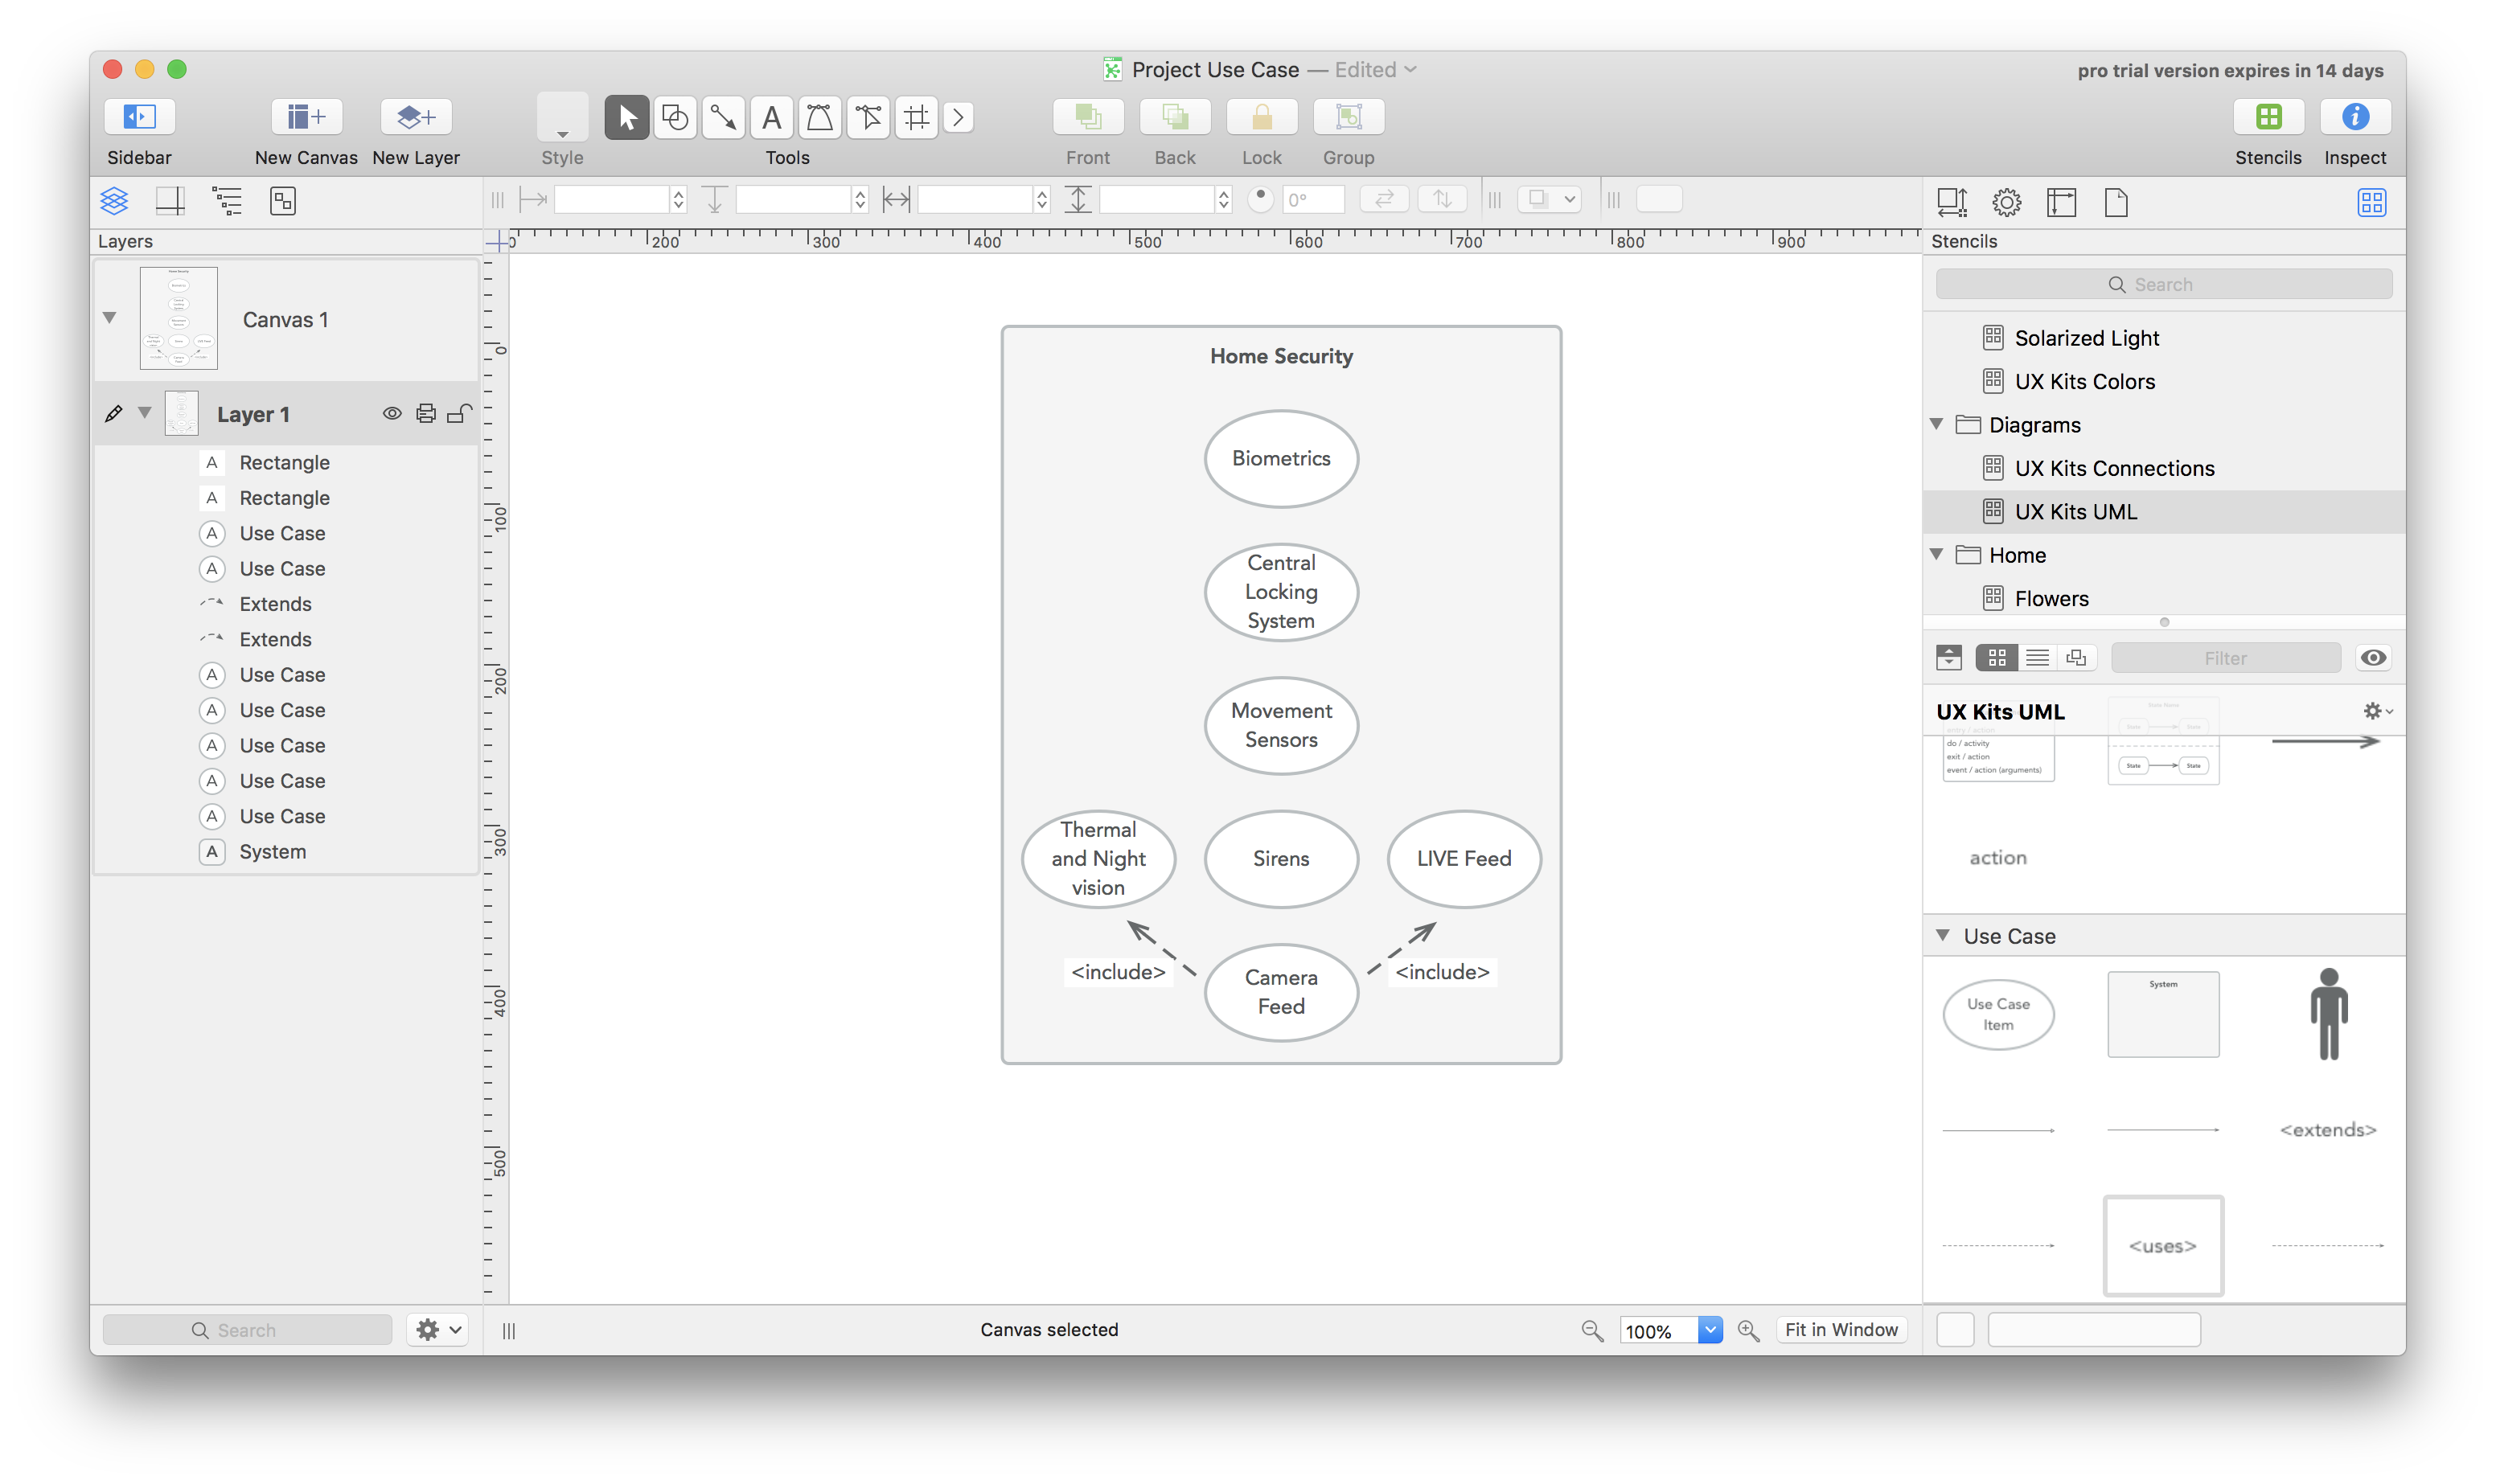 Project Use Case — Edited
pro trial version expires in 14 days
Sidebar
New Canvas
New Layer
Style
Tools
Front
Back
Lock
Group
Stencils
Inspect
0°
Layers
200
300
400
500
600
700
800
900
Stencils
Canvas 1
Layer 1
Rectangle
Rectangle
Use Case
Use Case
Extends
Extends
Use Case
Use Case
Use Case
Use Case
Use Case
System
Search
0
100
200
300
400
500
Home Security
Biometrics
Central
Locking
System
Movement
Sensors
Thermal
and Night
vision
Sirens
LIVE Feed
<include>
<include>
Camera
Feed
Canvas selected
100%
Fit in Window
Search
Solarized Light
UX Kits Colors
Diagrams
UX Kits Connections
UX Kits UML
Home
Flowers
Filter
UX Kits UML
entry / action
do / activity
exit / action
event / action (arguments)
State
State
State
State
action
Use Case
Use Case
Item
System
<extends>
<uses>